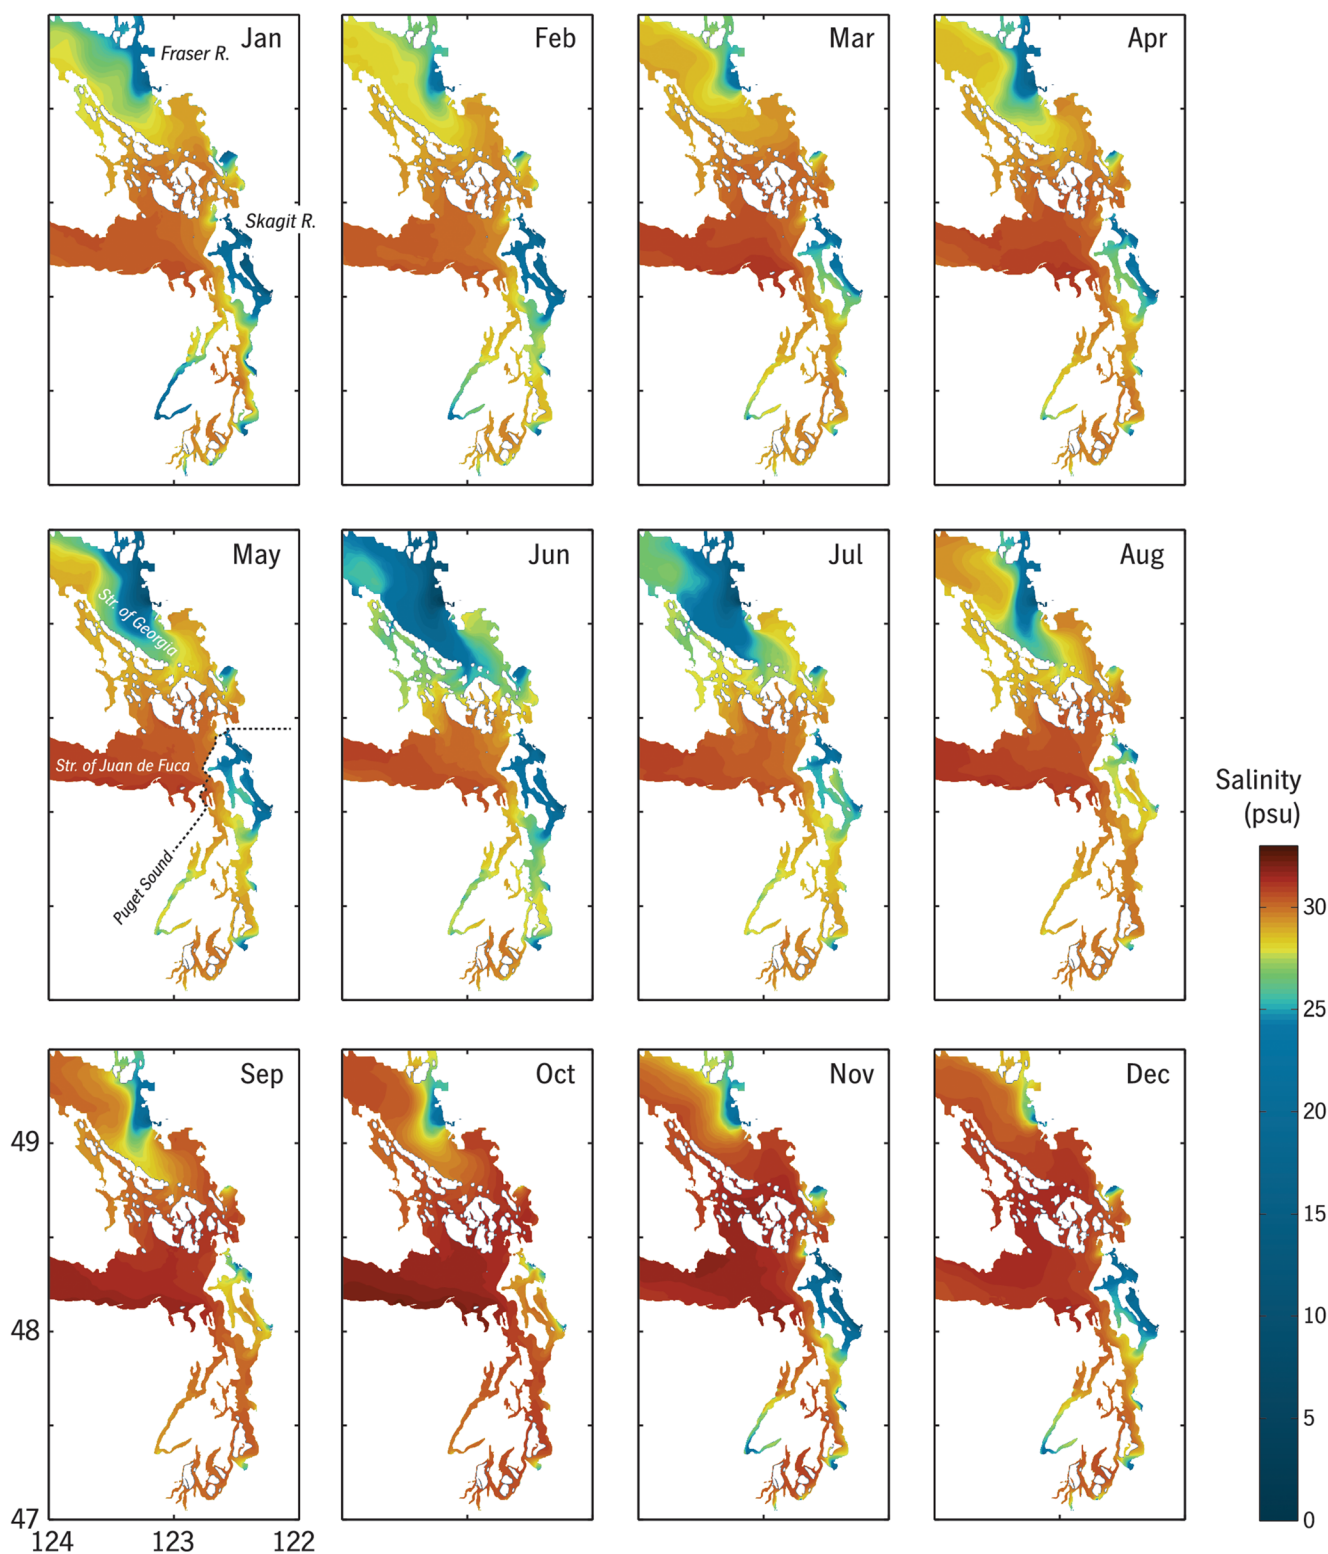 Jan
Fraser R.
Skagit R.
Feb
Mar
Apr
May
Str. of Georgia
Str. of Juan de Fuca
Puget Sound
Jun
Jul
Aug
Salinity
(psu)
30
25
20
15
10
5
0
Sep
Oct
Nov
Dec
49
48
47
124 123 122